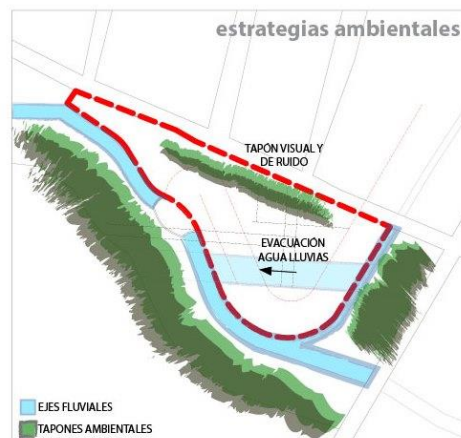 estrategias ambientales
TAPÓN VISUAL Y
DE RUIDO
EVACUACIÓN
AGUA LLUVIAS
EJES FLUVIALES
TAPONES AMBIENTALES